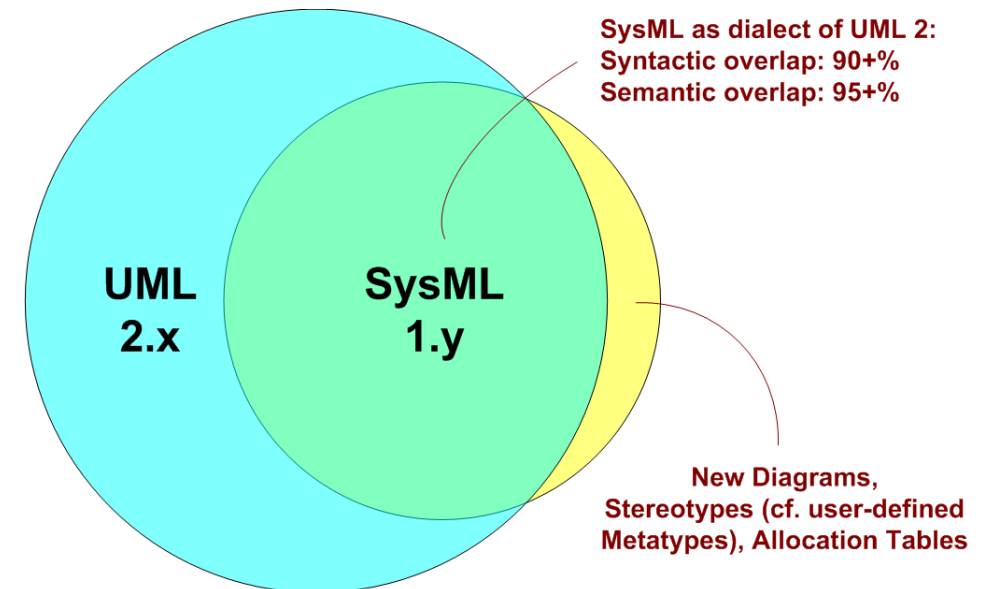 SysML as dialect of UML 2:
Syntactic overlap: 90+%
Semantic overlap: 95+%
UML
2.x
SysML
1.y
New Diagrams,
Stereotypes (cf. user-defined
Metatypes), Allocation Tables